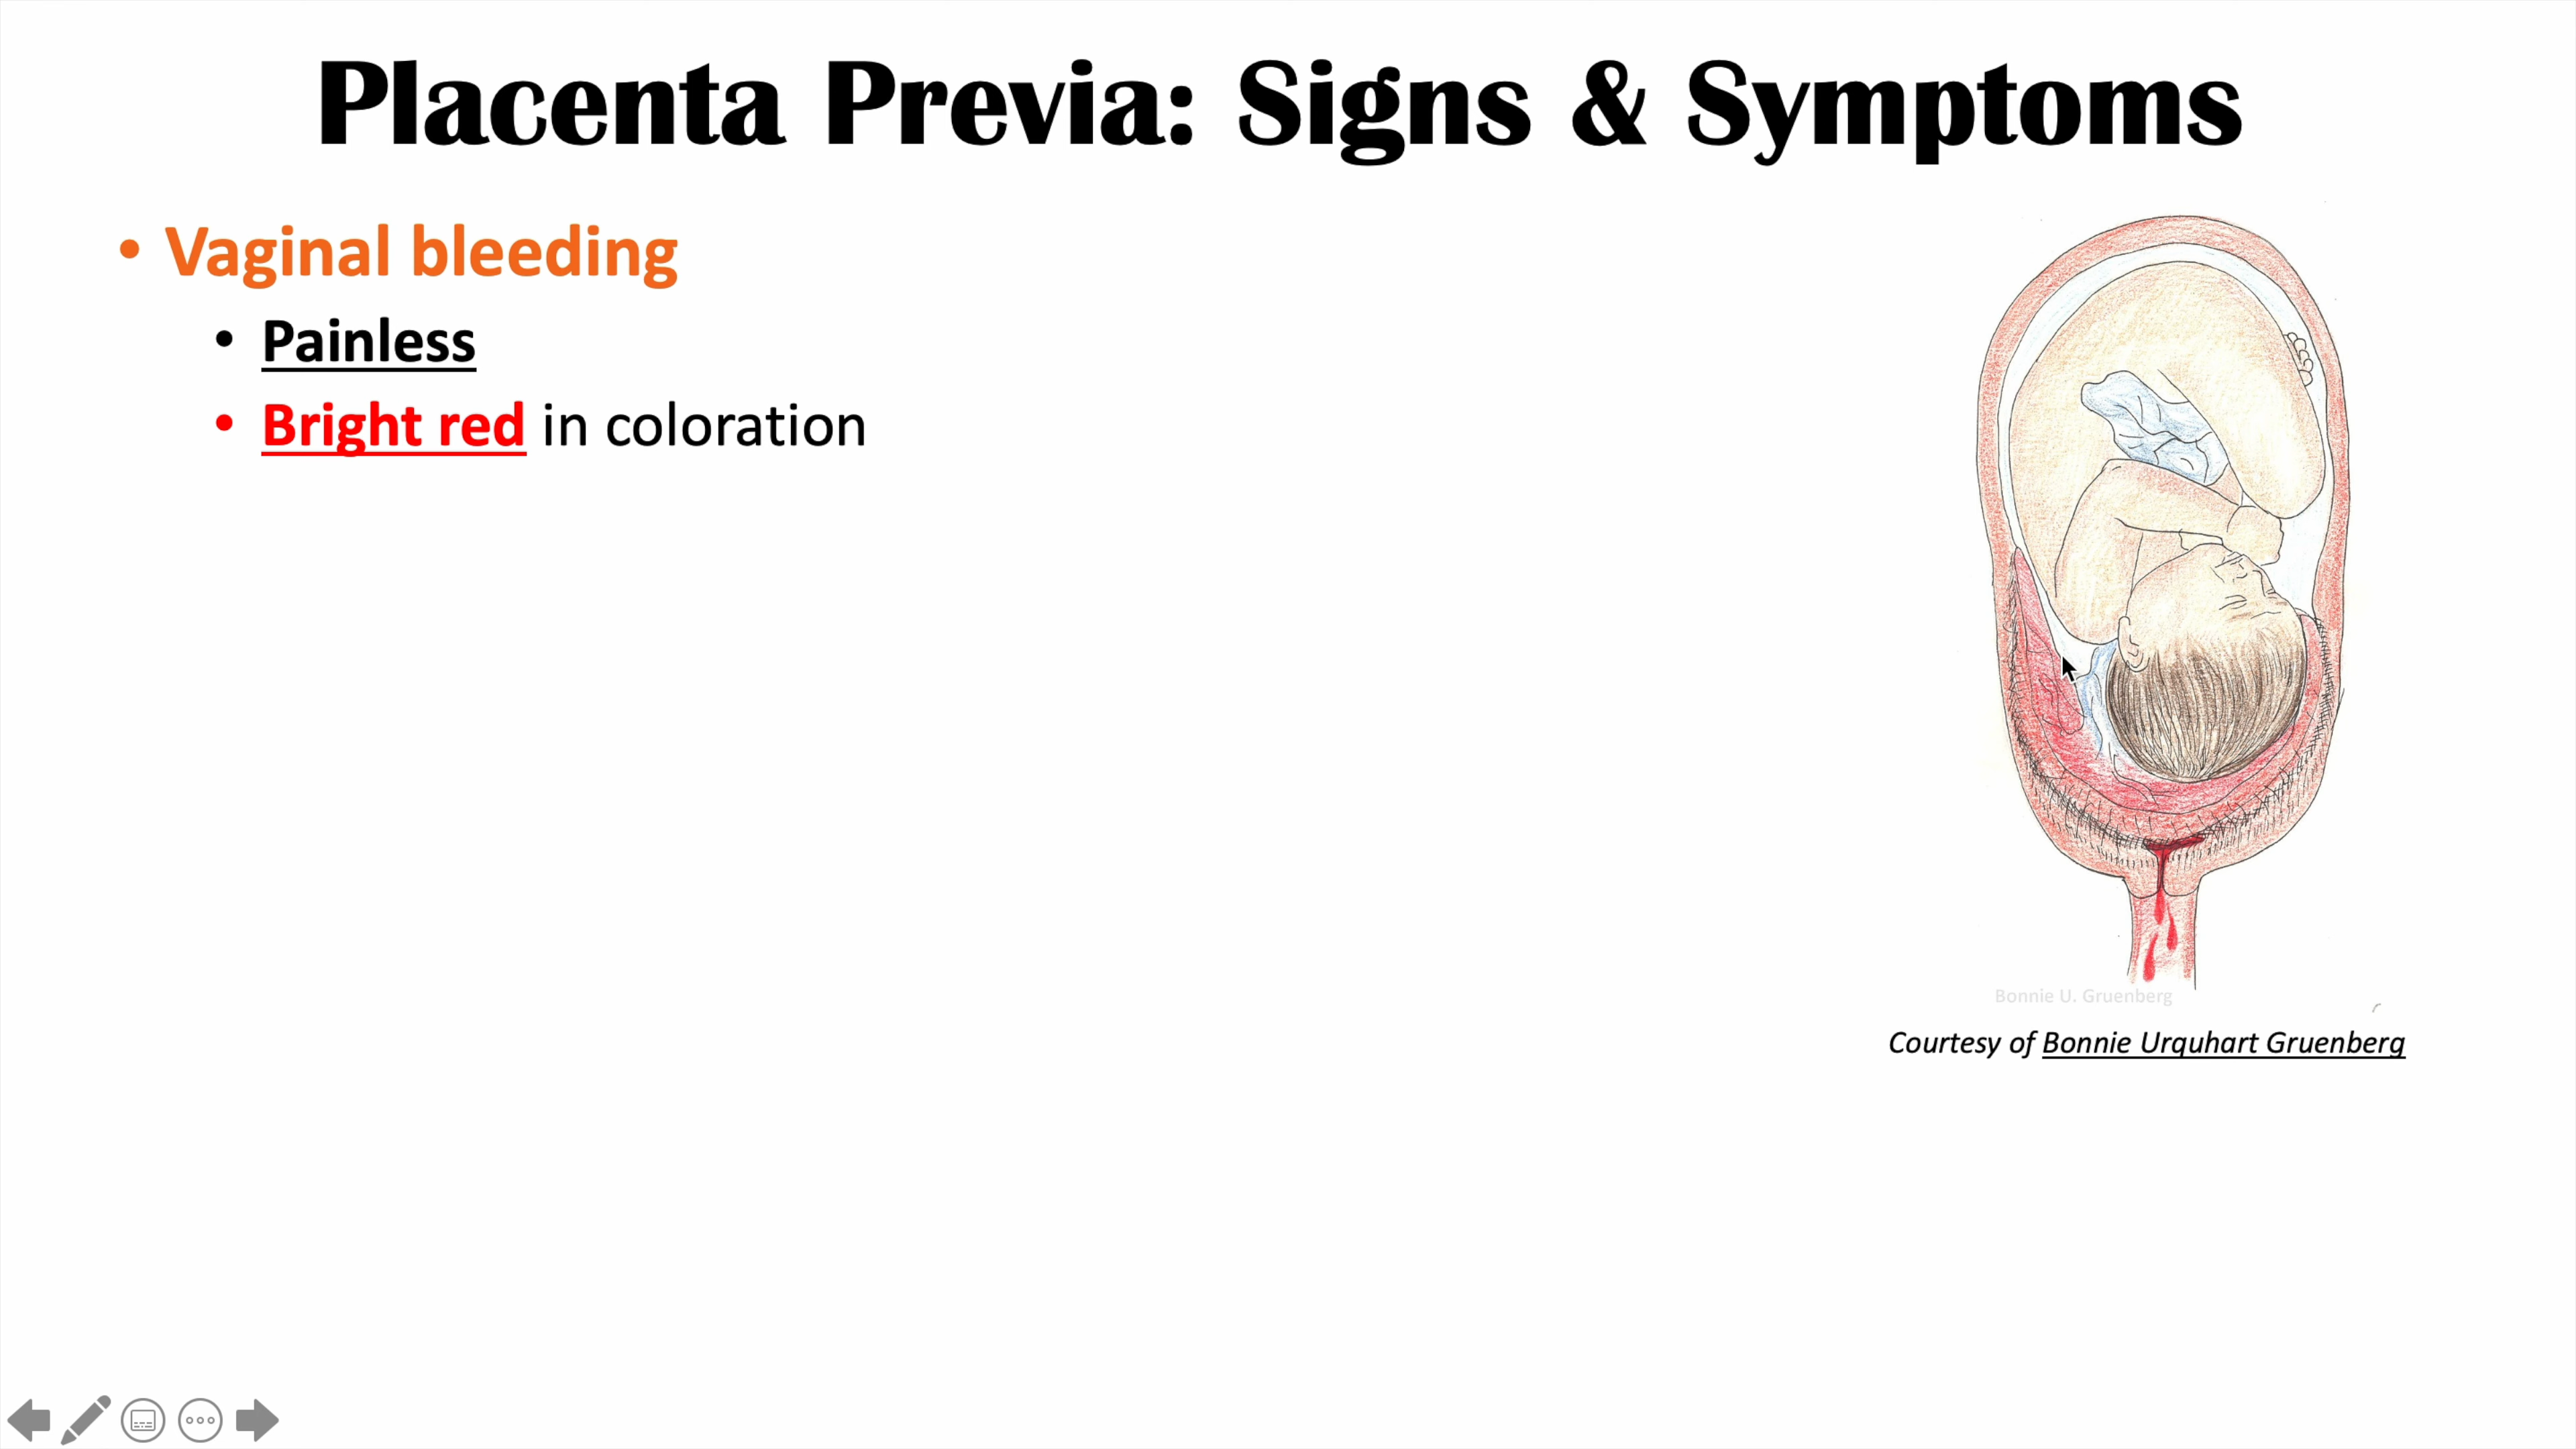 Placenta Previa: Signs & Symptoms
• Vaginal bleeding
• Painless
• Bright red in coloration
Bonnie U. Gruenberg
Courtesy of Bonnie Urquhart Gruenberg